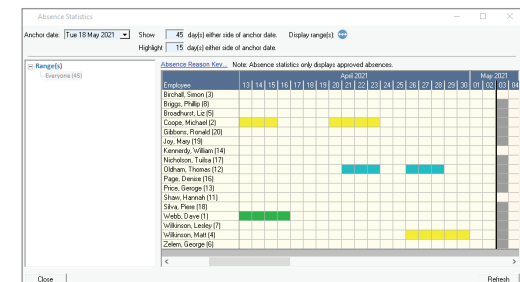 Absence Statistics
Anchor date: Tue 18 May 2021 Show 45 day(s) either side of anchor date. Display range(s):
Highlight 15 day(s) either side of anchor date.
Range(s)
Everyone (45)
Absence Reason Key... Note: Absence statistics only displays approved absences.
April 2021 May 2021
Employee 13 14 15 16 17 18 19 20 21 22 23 24 25 26 27 28 29 30 01 02 03 04
Birchall, Simon (3)
Briggs, Phillip (8)
Broadhurst, Liz (5)
Coope, Michael (2)
Gibbons, Ronald (20)
Joy, Mary (19)
Kennerdy, William (14)
Nicholson, Tuilsa (17)
Oldham, Thomas (12)
Page, Denise (16)
Price, Geroge (13)
Shaw, Hannah (11)
Silva, Piere (18)
Webb, Dave (1)
Wilkinson, Lesley (7)
Wilkinson, Matt (4)
Zelem, George (6)
Close Refresh